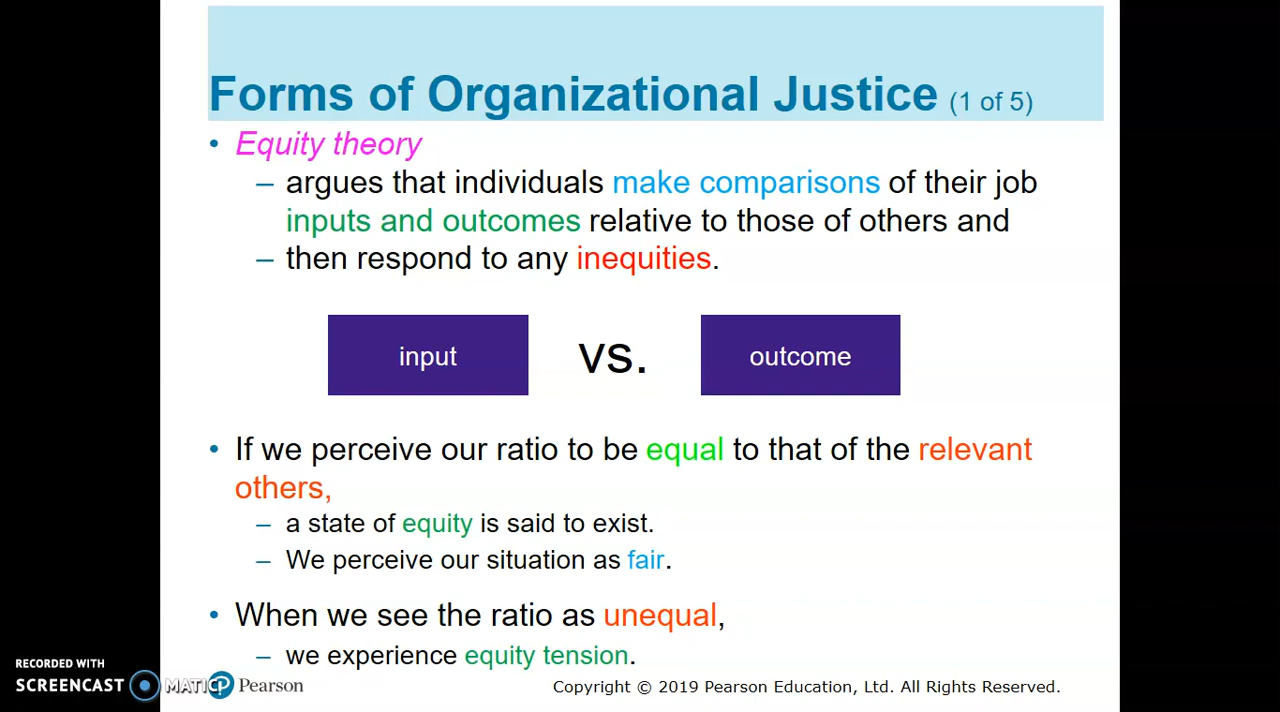 Forms of Organizational Justice (1 of 5)
• Equity theory
– argues that individuals make comparisons of their job
inputs and outcomes relative to those of others and
– then respond to any inequities.
input vs. outcome
• If we perceive our ratio to be equal to that of the relevant
others,
– a state of equity is said to exist.
– We perceive our situation as fair.
• When we see the ratio as unequal,
– we experience equity tension.
RECORDED WITH
SCREENCAST MATIC
Pearson
Copyright © 2019 Pearson Education, Ltd. All Rights Reserved.